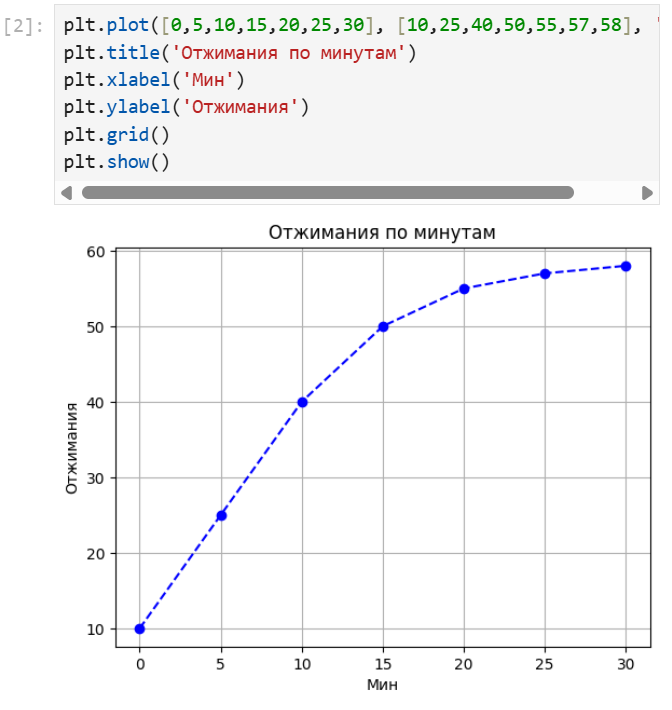 [2]: plt.plot([0,5,10,15,20,25,30], [10,25,40,50,55,57,58], '
plt.title('Отжимания по минутам')
plt.xlabel('Мин')
plt.ylabel('Отжимания')
plt.grid()
plt.show()
Отжимания по минутам
60
50
40
30
20
10
Отжимания
0 5 10 15 20 25 30
Мин